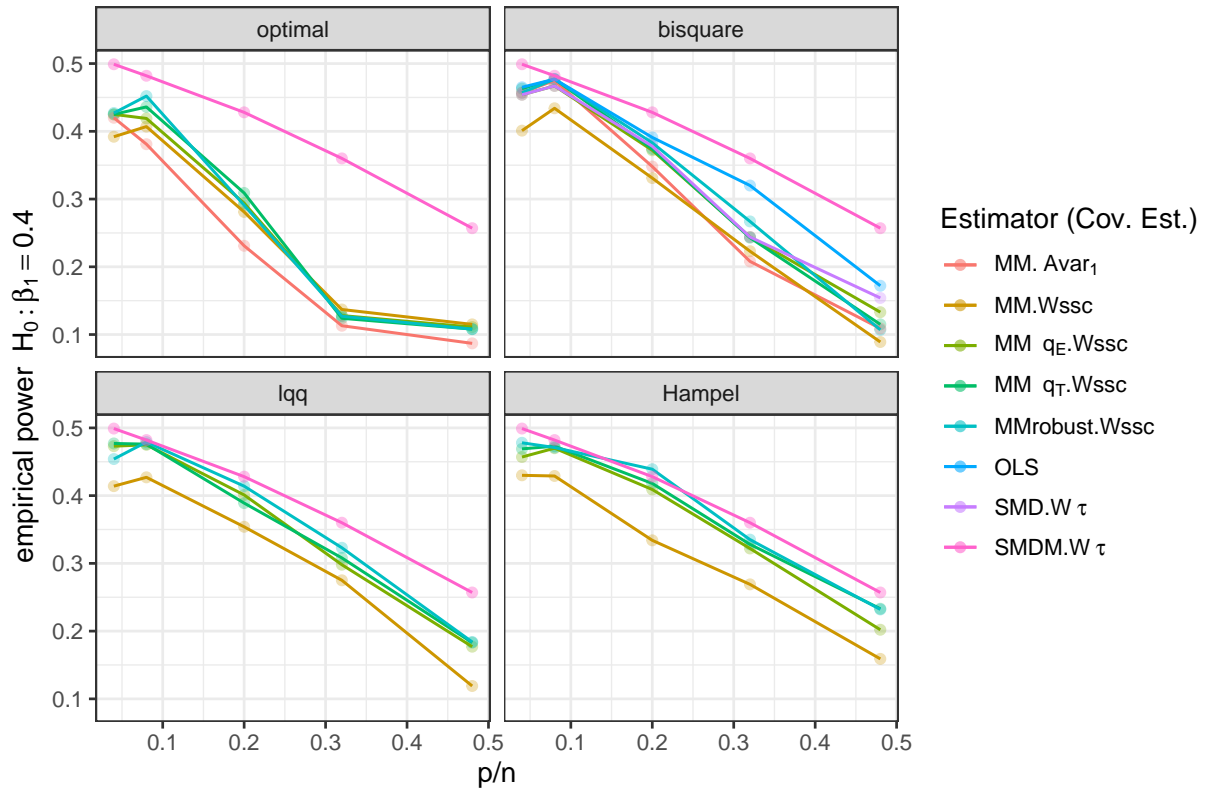 optimal
bisquare
0.5
0.4
0.3
0.2
0.1
lqq
Hampel
0.5
0.4
0.3
0.2
0.1
0.1 0.2 0.3 0.4 0.5
0.1 0.2 0.3 0.4 0.5
p/n
empirical power H₀ : β₁ = 0.4
Estimator (Cov. Est.)
MM. Avar₁
MM.Wssc
MM q_E.Wssc
MM q_T.Wssc
MMrobust.Wssc
OLS
SMD.W τ
SMDM.W τ